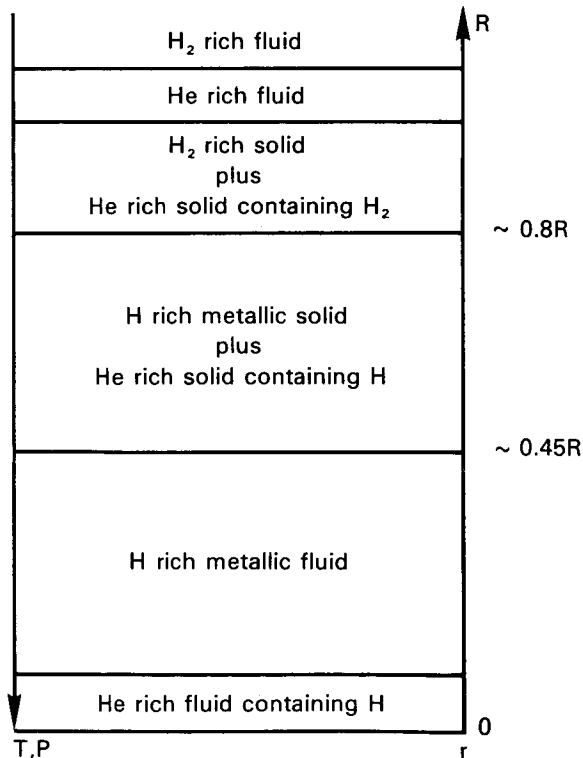 R
H₂ rich fluid
He rich fluid
H₂ rich solid
plus
He rich solid containing H₂
~ 0.8R
H rich metallic solid
plus
He rich solid containing H
~ 0.45R
H rich metallic fluid
He rich fluid containing H
0
T,P
r